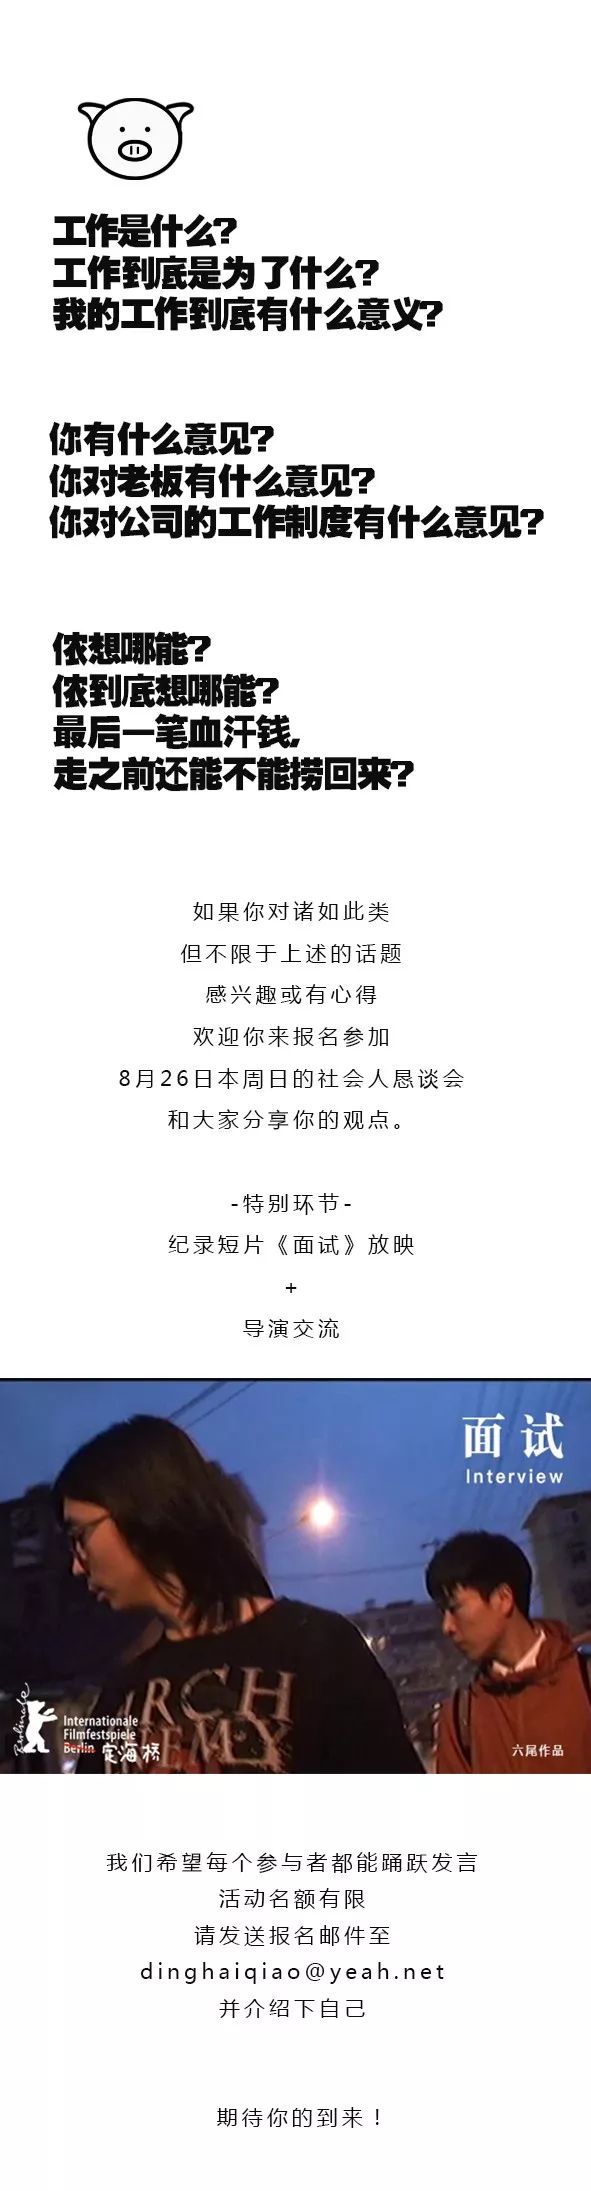 工作是什么?
工作到底是为了什么?
我的工作到底有什么意义?
你有什么意见?
你对老板有什么意见?
你对公司的工作制度有什么意见?
侬想哪能?
侬到底想哪能?
最后一笔血汗钱,
走之前还能不能捞回来?
如果你对诸如此类
但不限于上述的话题
感兴趣或有心得
欢迎你来报名参加
8月26日本周日的社会人恳谈会
和大家分享你的观点。
-特别环节-
纪录短片《面试》放映
+
导演交流
面试
Interview
Berlinale
Internationale
Filmfestspiele
Berlin 定海桥
六尾作品
我们希望每个参与者都能踊跃发言
活动名额有限
请发送报名邮件至
dinghaiqiao@yeah.net
并介绍下自己
期待你的到来！